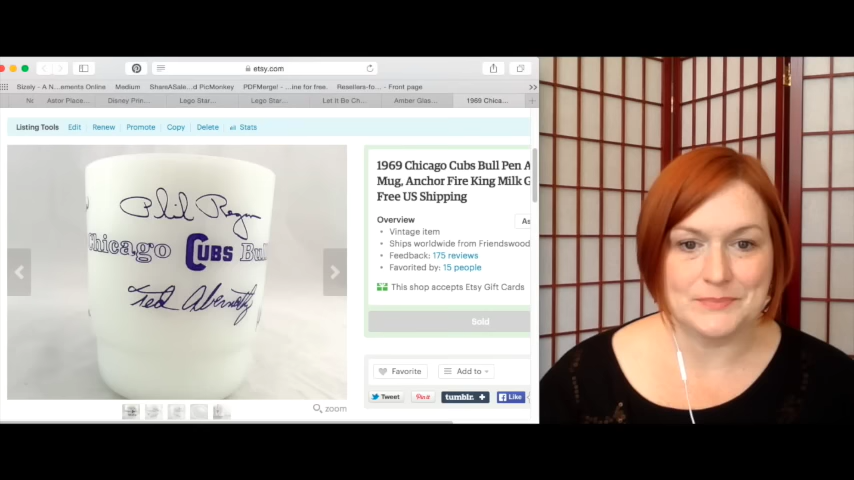 etsy.com
Sizely - A N...ements Online Medium ShareASale...d PicMonkey PDFMerge! - ...ine for free. Resellers-fo... - Front page
Astor Place... Disney Prin... Lego Star... Lego Star... Let It Be Ch... Amber Glas... 1969 Chica...
Listing Tools Edit Renew Promote Copy Delete Stats
Phil Regan
Chicago CUBS Bul
Ted Abernathy
1969 Chicago Cubs Bull Pen A
Mug, Anchor Fire King Milk G
Free US Shipping
Overview
As
Vintage item
Ships worldwide from Friendswood
Feedback: 175 reviews
Favorited by: 15 people
This shop accepts Etsy Gift Cards
Sold
Favorite
Add to
Tweet
Pin it
tumblr. +
Like
zoom